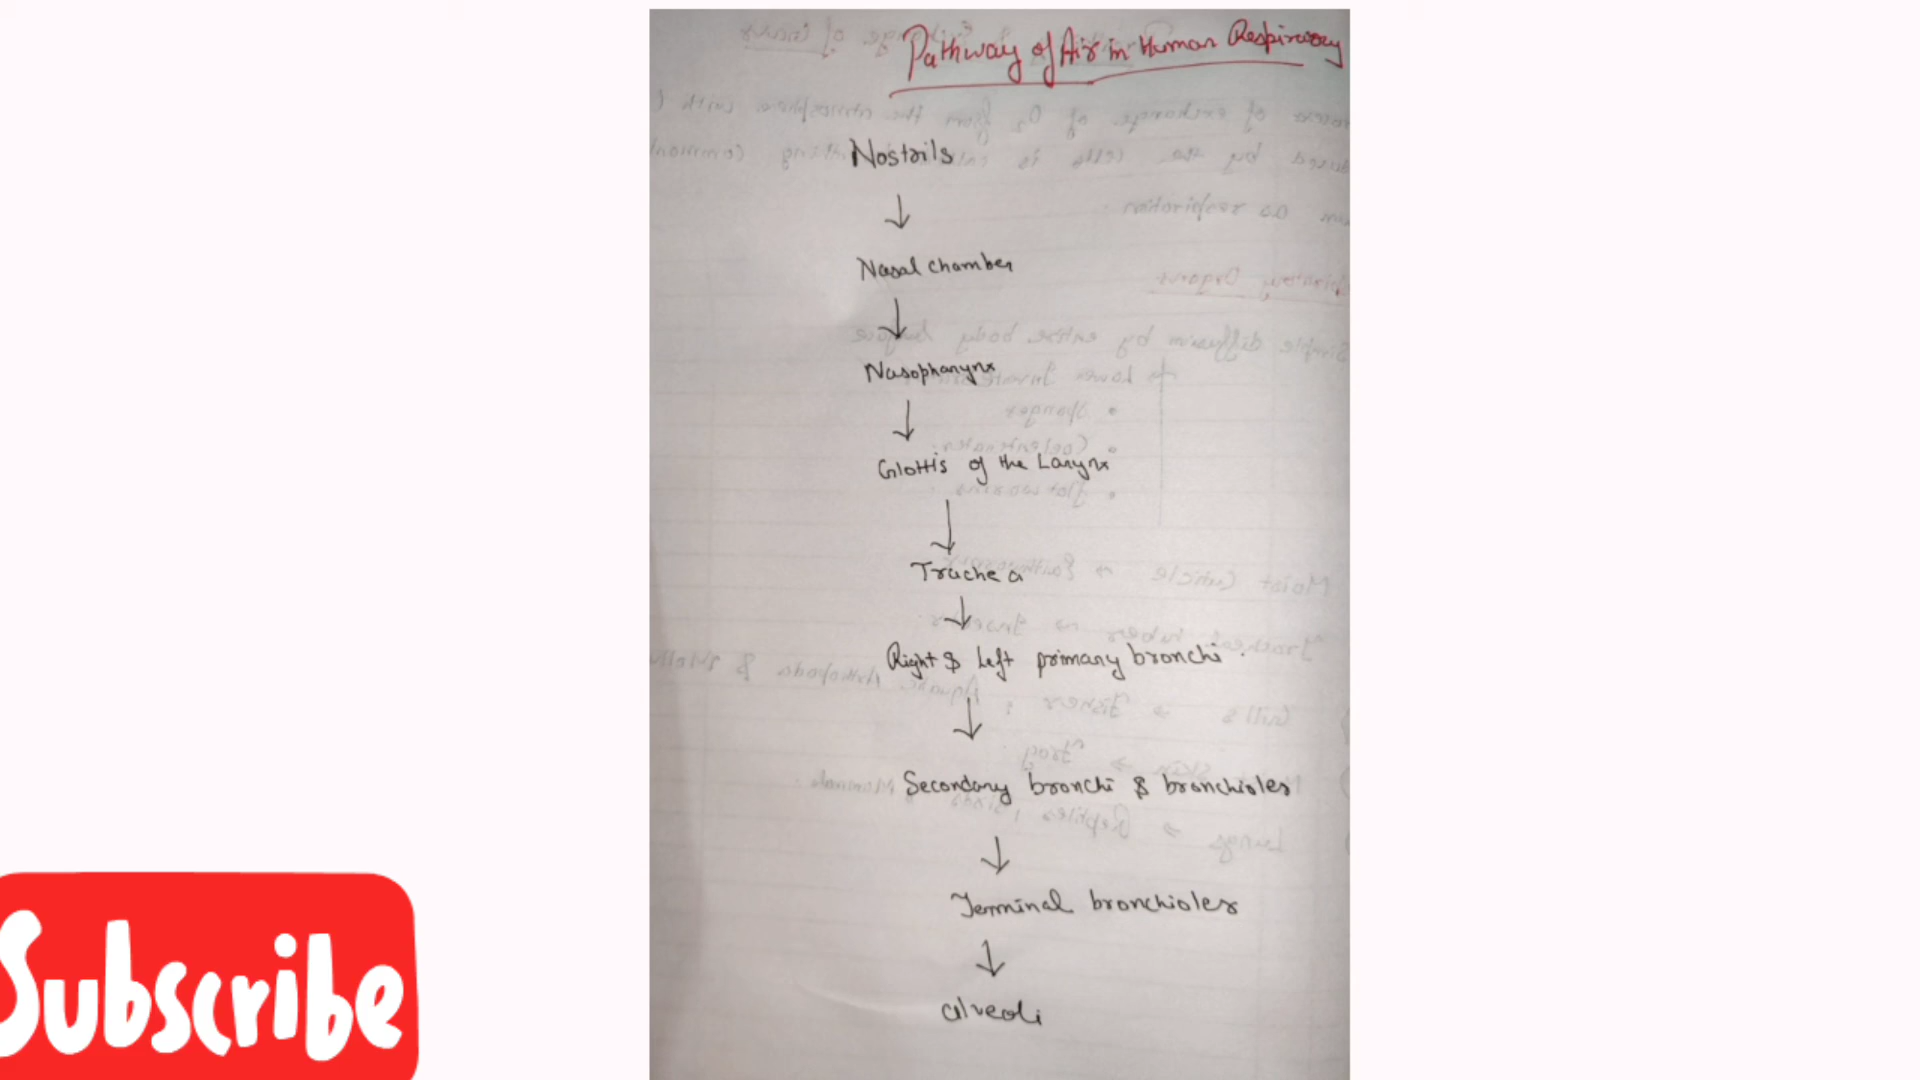 Pathway of Air in Human Respiratory
Nostrils
↓
Nasal chamber
↓
Nasopharynx
↓
Glottis of the Larynx
↓
Trachea
↓
Right & Left primary bronchi.
↓
Secondary bronchi & bronchioles
↓
Terminal bronchioles
↓
alveoli
Subscribe